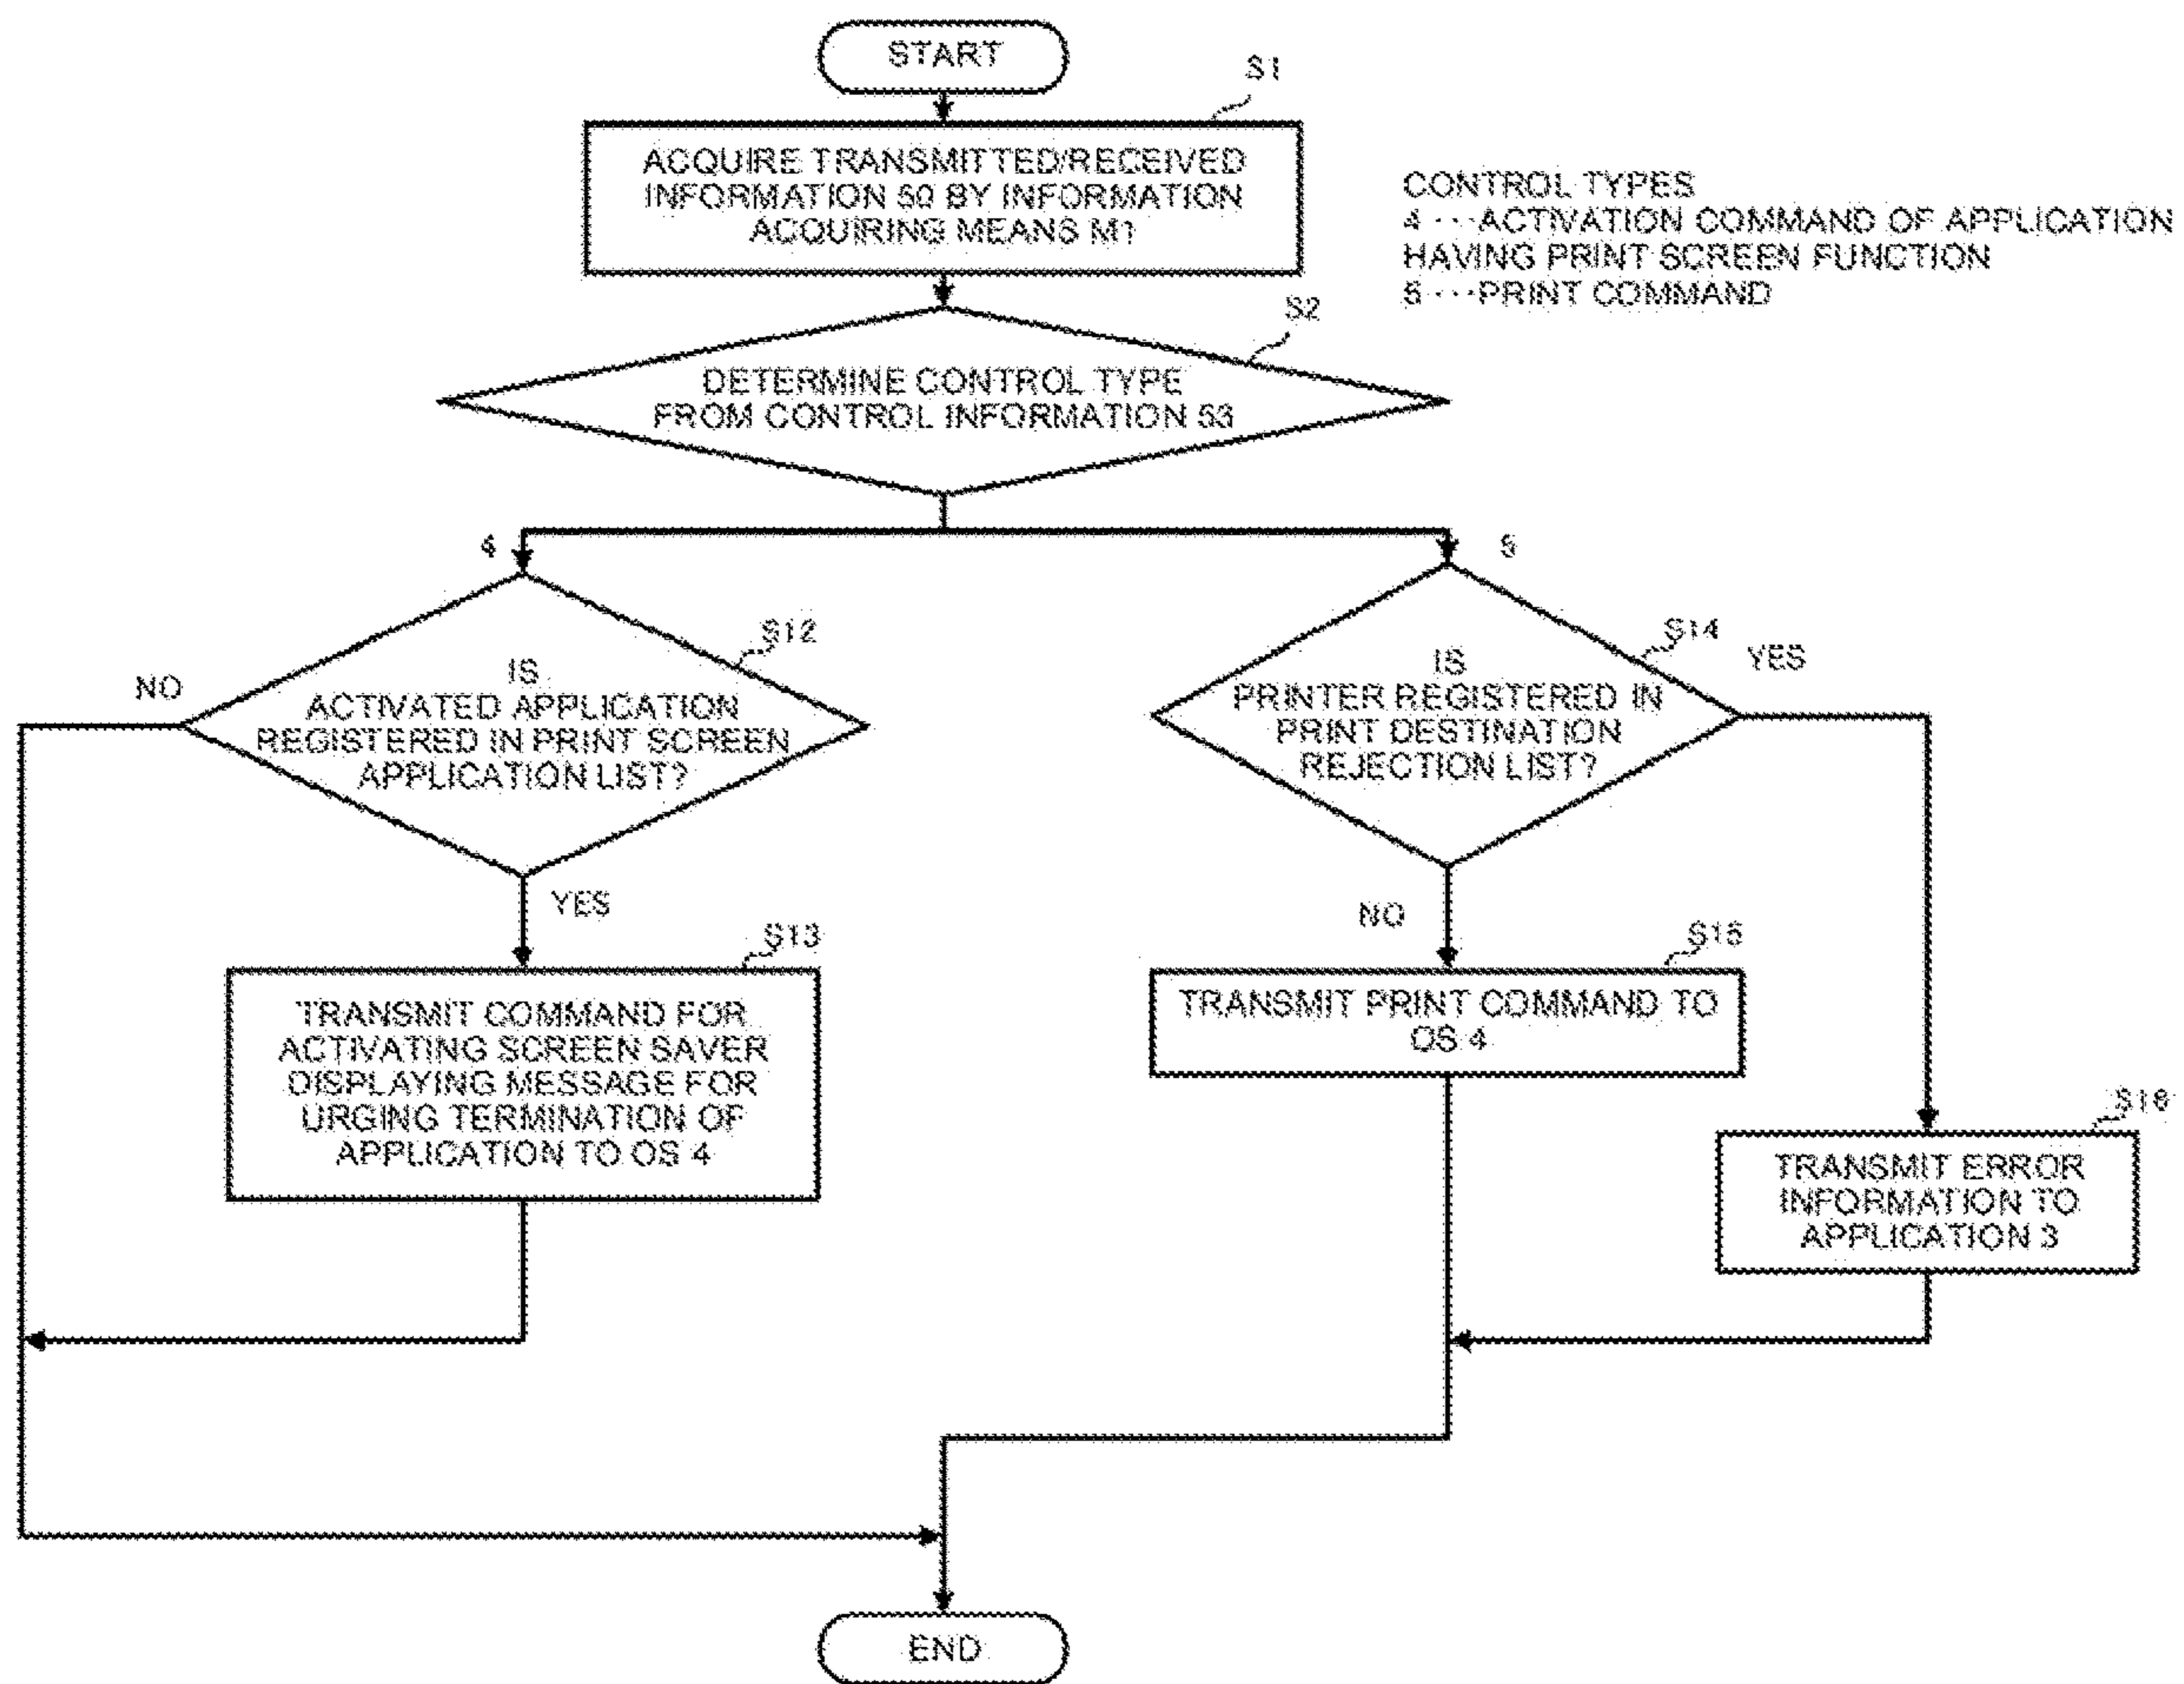 START
S1
ACQUIRE TRANSMITTED/RECEIVED
INFORMATION 50 BY INFORMATION
ACQUIRING MEANS M1
CONTROL TYPES
4 ···ACTIVATION COMMAND OF APPLICATION
HAVING PRINT SCREEN FUNCTION
5 ···PRINT COMMAND
S2
DETERMINE CONTROL TYPE
FROM CONTROL INFORMATION 53
4
5
S12
NO
IS
ACTIVATED APPLICATION
REGISTERED IN PRINT SCREEN
APPLICATION LIST?
YES
S14
YES
IS
PRINTER REGISTERED IN
PRINT DESTINATION
REJECTION LIST?
NO
S13
TRANSMIT COMMAND FOR
ACTIVATING SCREEN SAVER
DISPLAYING MESSAGE FOR
URGING TERMINATION OF
APPLICATION TO OS 4
S15
TRANSMIT PRINT COMMAND TO
OS 4
S16
TRANSMIT ERROR
INFORMATION TO
APPLICATION 3
END